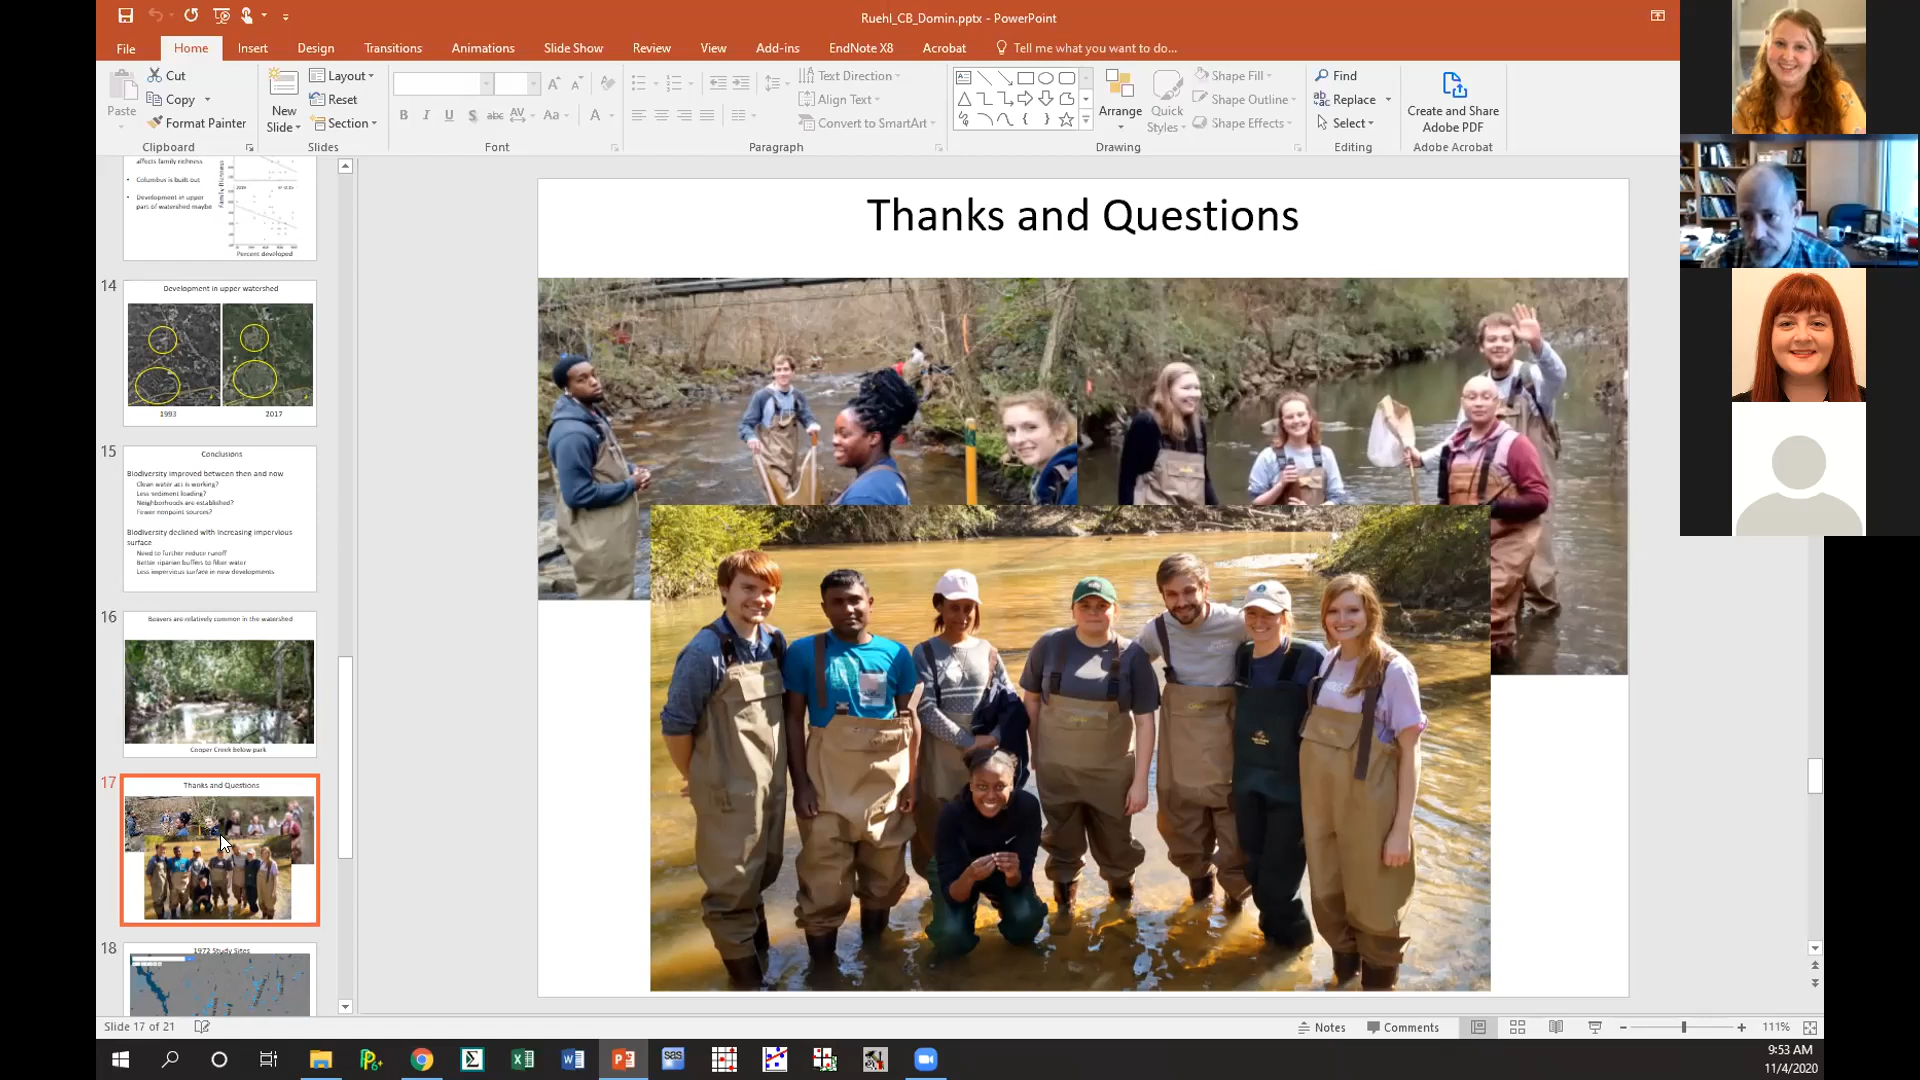 Ruehl_CB_Domin.pptx - PowerPoint
File Home Insert Design Transitions Animations Slide Show Review View Add-ins EndNote X8 Acrobat Tell me what you want to do...
Paste
Cut
Copy
Format Painter
Clipboard
New Slide
Layout
Reset
Section
Slides
B I U S abc AV Aa A
Font
Text Direction
Align Text
Convert to SmartArt
Paragraph
Arrange
Quick Styles
Shape Fill
Shape Outline
Shape Effects
Drawing
Find
Replace
Select
Editing
Create and Share
Adobe PDF
Adobe Acrobat
affects family richness
Columbus is built out
Development in upper
part of watershed maybe
Family Richness
Percent developed
14
Development in upper watershed
1993 2017
15
Conclusions
Biodiversity improved between then and now
Clean water act is working?
Less sediment loading?
Neighborhoods are established?
Fewer nonpoint sources?
Biodiversity declined with increasing impervious
surface
Need to further reduce runoff
Better riparian buffers to filter water
Less impervious surface in new developments
16
Beavers are relatively common in the watershed
Cooper Creek below park
17
Thanks and Questions
18
1972 Study Sites
Thanks and Questions
Slide 17 of 21
Notes Comments 111%
9:53 AM
11/4/2020